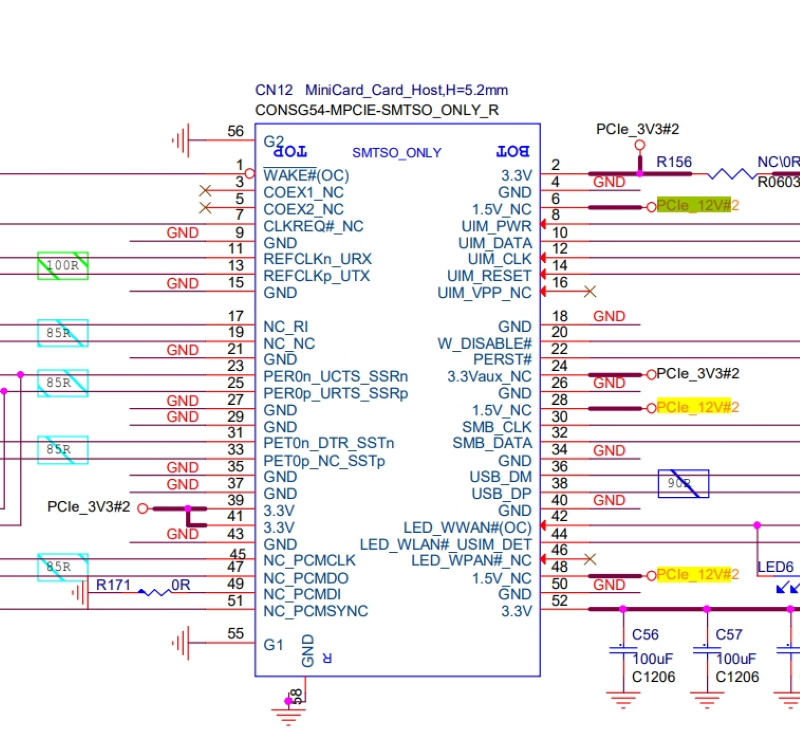 CN12 MiniCard_Card_Host,H=5.2mm
CONSG54-MPCIE-SMTSO_ONLY_R
56 G2
TOP SMTSO_ONLY BOT
PCIe_3V3#2
R156 NC\0R
R0603
1 WAKE#(OC) 3.3V 2
3 COEX1_NC GND 4 GND
5 COEX2_NC 1.5V_NC 6 PCIe_12V#2
7 CLKREQ#_NC UIM_PWR 8
GND 9 GND UIM_DATA 10
100R
11 REFCLKn_URX UIM_CLK 12
13 REFCLKp_UTX UIM_RESET 14
GND 15 GND UIM_VPP_NC 16
17 NC_RI GND 18 GND
85R
19 NC_NC W_DISABLE# 20
GND 21 GND PERST# 22
23 PER0n_UCTS_SSRn 3.3Vaux_NC 24 PCIe_3V3#2
85R
25 PER0p_URTS_SSRp GND 26 GND
GND 27 GND 1.5V_NC 28 PCIe_12V#2
GND 29 GND SMB_CLK 30
31 PET0n_DTR_SSTn SMB_DATA 32
85R
33 PET0p_NC_SSTp GND 34 GND
GND 35 GND USB_DM 36
90R
GND 37 GND USB_DP 38
PCIe_3V3#2 39 3.3V GND 40 GND
41 3.3V LED_WWAN#(OC) 42
GND 43 GND LED_WLAN#_USIM_DET 44
45 NC_PCMCLK LED_WPAN#_NC 46
85R
47 NC_PCMDO 1.5V_NC 48 PCIe_12V#2
LED6
R171 0R 49 NC_PCMDI GND 50 GND
51 NC_PCMSYNC 3.3V 52
55 G1
GND R
58
C56
100uF
C1206
C57
100uF
C1206